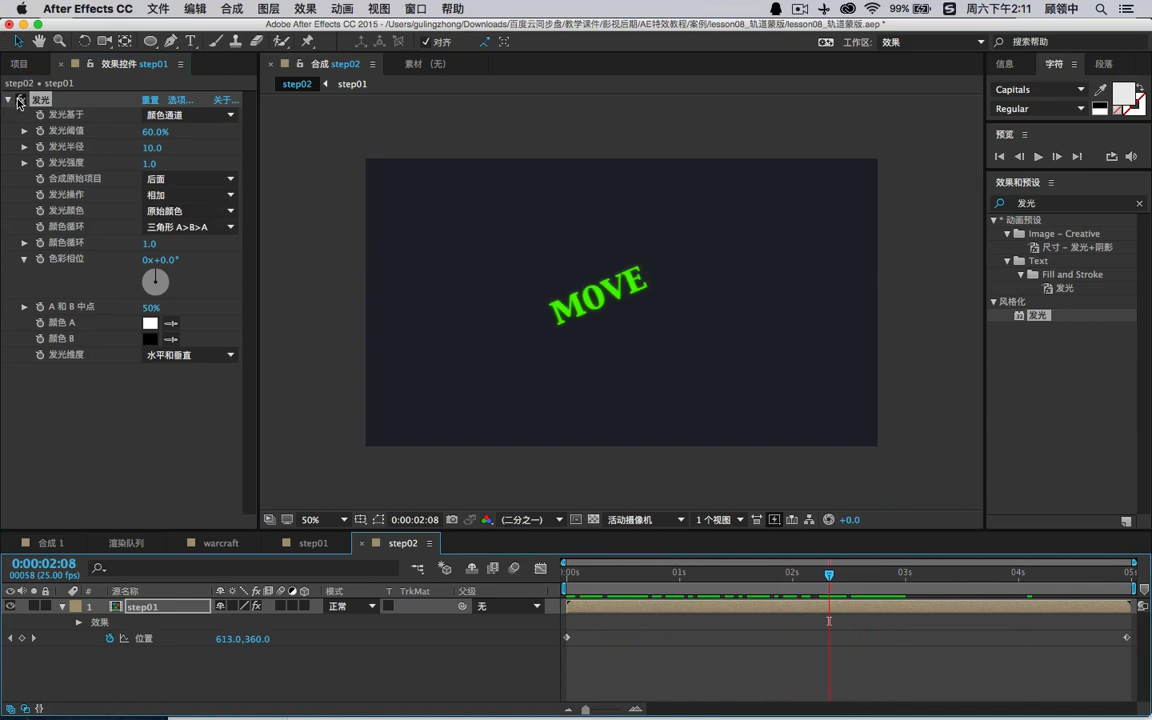 After Effects CC 文件 编辑 合成 图层 效果 动画 视图 窗口 帮助 99% 周六下午2:11 顾领中
Adobe After Effects CC 2015 - /Users/gulingzhong/Downloads/百度云同步盘/教学课件/影视后期/AE特效教程/案例/lesson08_轨道蒙版/lesson08_轨道蒙版.aep *
对齐 工作区: 效果 搜索帮助
项目 效果控件 step01 合成 step02 素材 (无) 信息 字符 段落
step02 • step01
step02 step01
发光 重置 选项... 关于...
发光基于 颜色通道
发光阈值 60.0%
发光半径 10.0
发光强度 1.0
合成原始项目 后面
发光操作 相加
发光颜色 原始颜色
颜色循环 三角形 A>B>A
颜色循环 1.0
色彩相位 0x+0.0°
A 和 B 中点 50%
颜色 A
颜色 B
发光维度 水平和垂直
MOVE
Capitals
Regular
预览
效果和预设
发光
* 动画预设
Image – Creative
尺寸 – 发光+阴影
Text
Fill and Stroke
发光
风格化
发光
50% 0:00:02:08 (二分之一) 活动摄像机 1 个视图 +0.0
合成 1 渲染队列 warcraft step01 step02
0:00:02:08
00058 (25.00 fps)
:00s 01s 02s 03s 04s 05s
# 源名称 模式 T TrkMat 父级
1 step01 正常 无
效果
位置 613.0,360.0